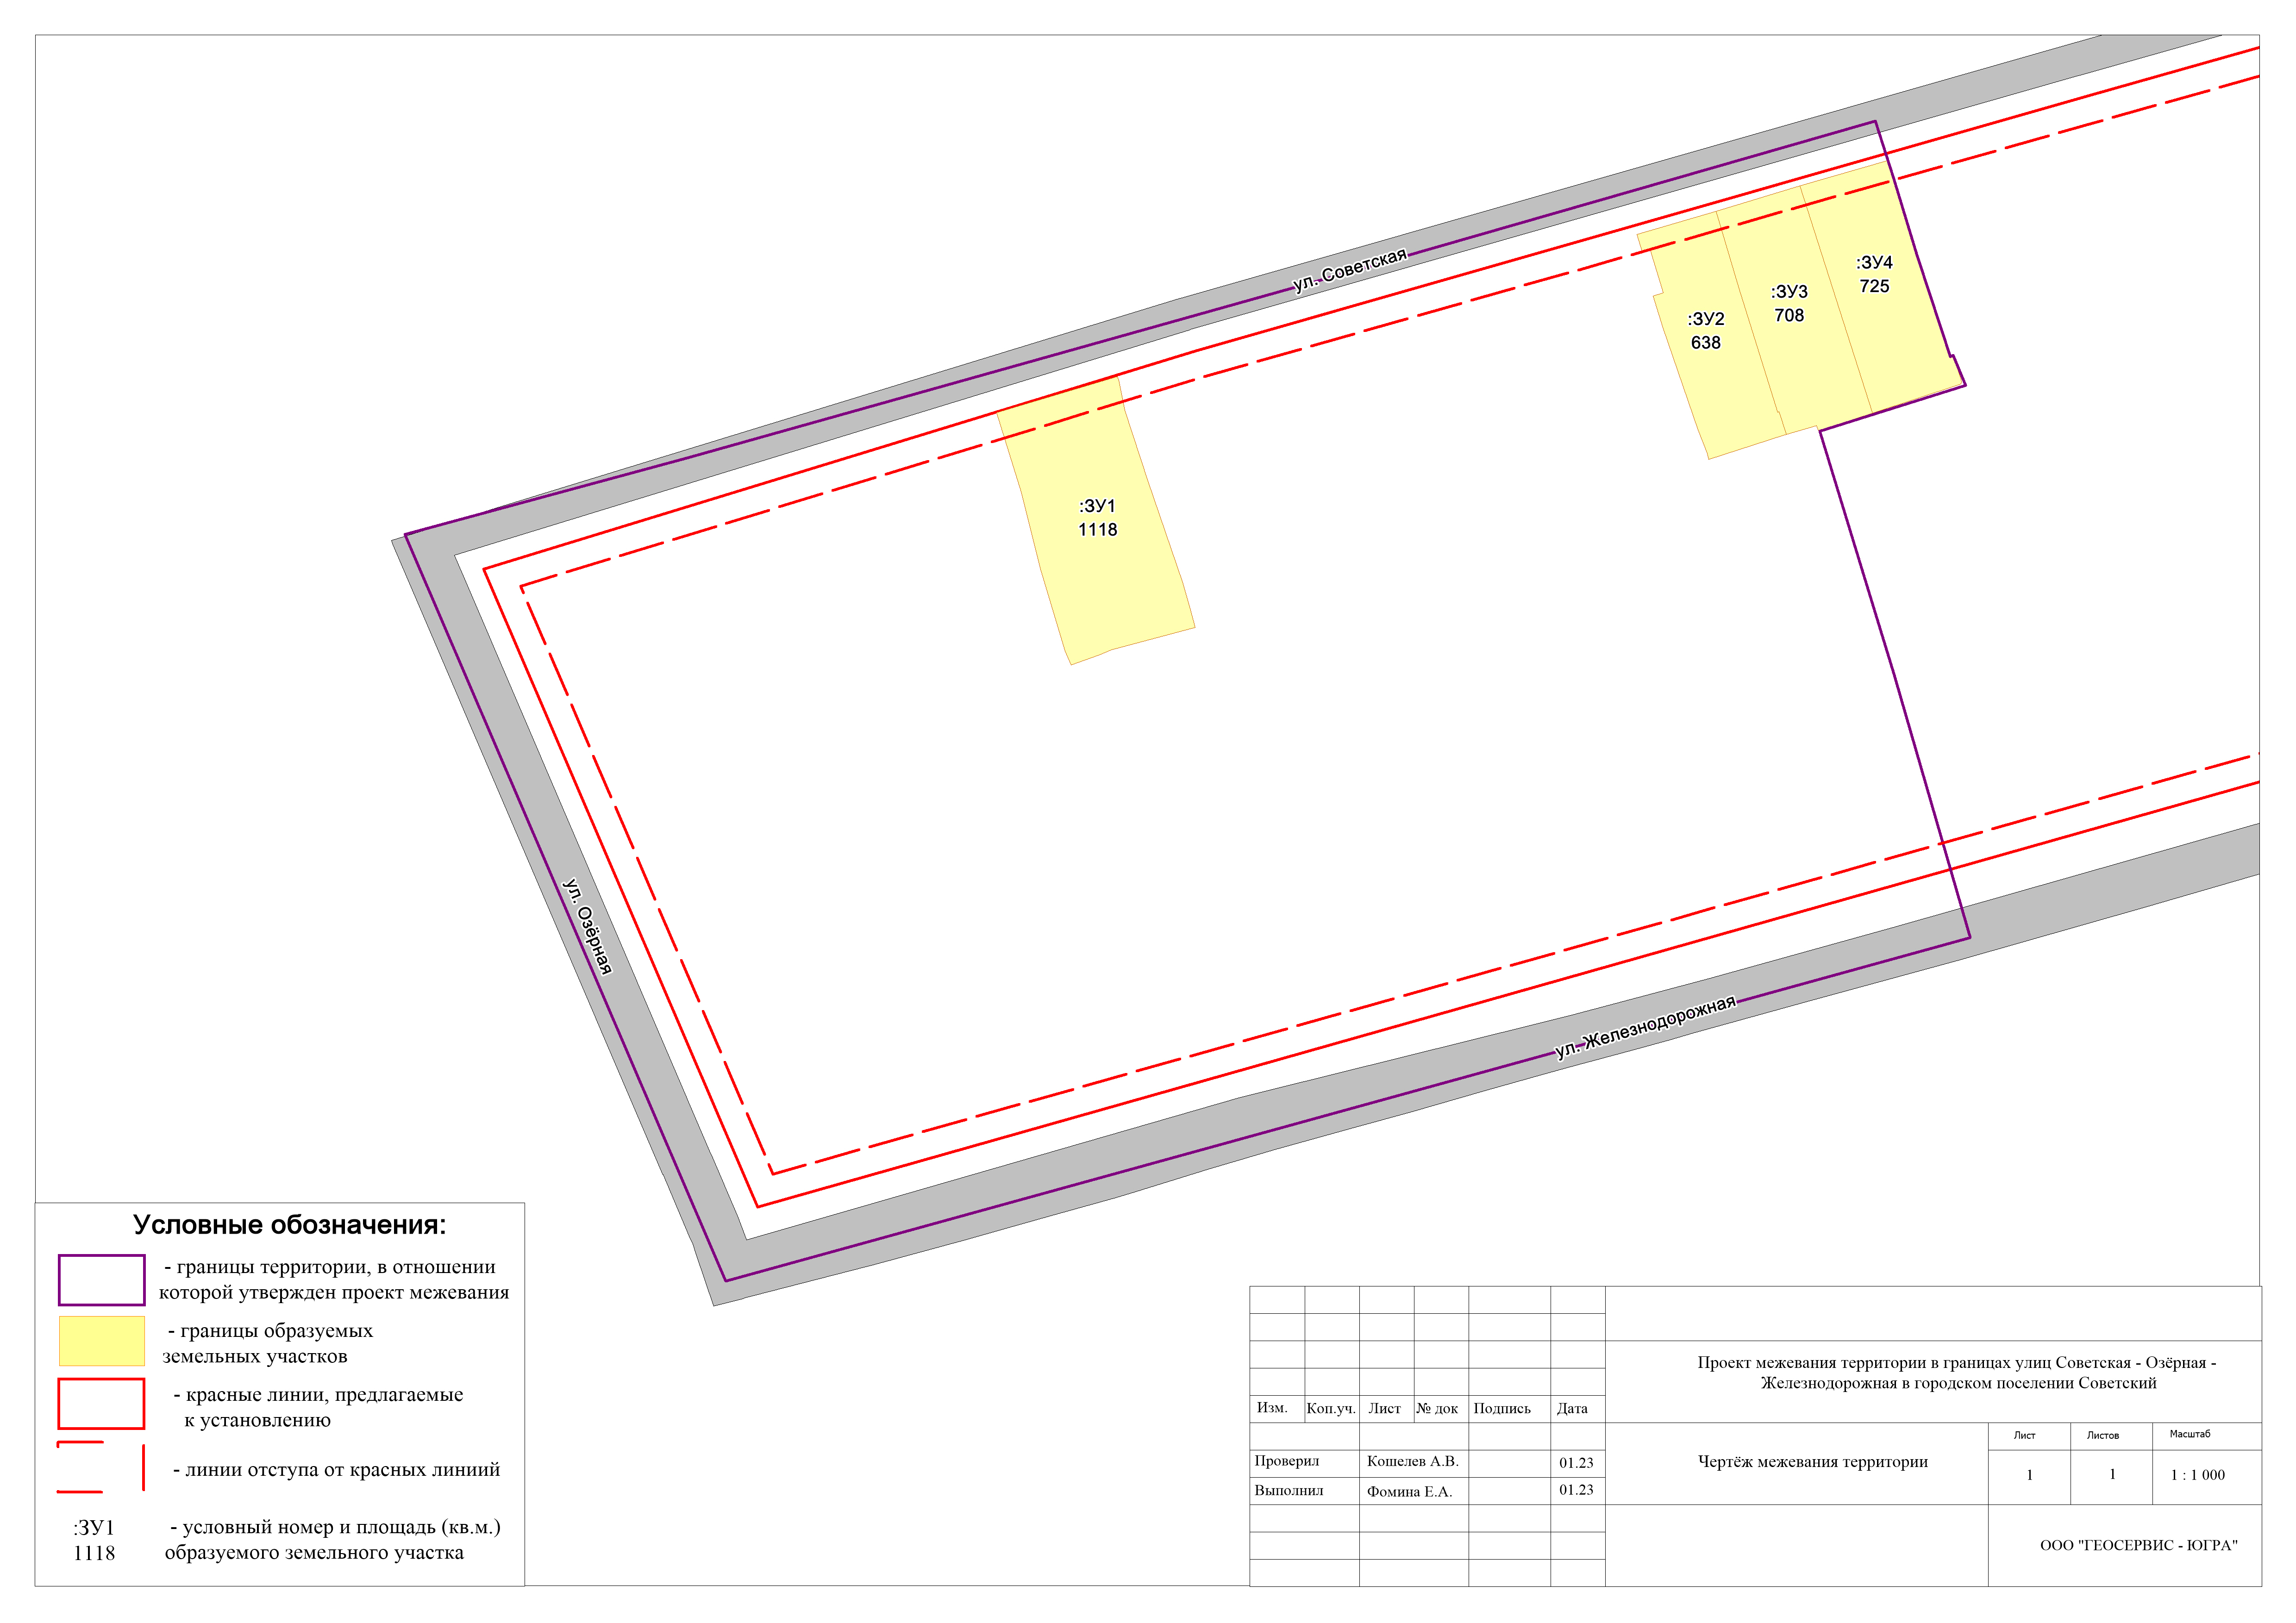 ул. Советская
:ЗУ4
725
:ЗУ3
708
:ЗУ2
638
:ЗУ1
1118
ул. Озёрная
ул. Железнодорожная
Условные обозначения:
- границы территории, в отношении
которой утвержден проект межевания
- границы образуемых
земельных участков
- красные линии, предлагаемые
к установлению
- линии отступа от красных линиий
:ЗУ1
1118
- условный номер и площадь (кв.м.)
образуемого земельного участка
Проект межевания территории в границах улиц Советская - Озёрная -
Железнодорожная в городском поселении Советский
Изм. Коп.уч. Лист № док Подпись Дата
Проверил Кошелев А.В. 01.23
Выполнил Фомина Е.А. 01.23
Чертёж межевания территории
Лист Листов Масштаб
1 1 1 : 1 000
ООО "ГЕОСЕРВИС - ЮГРА"